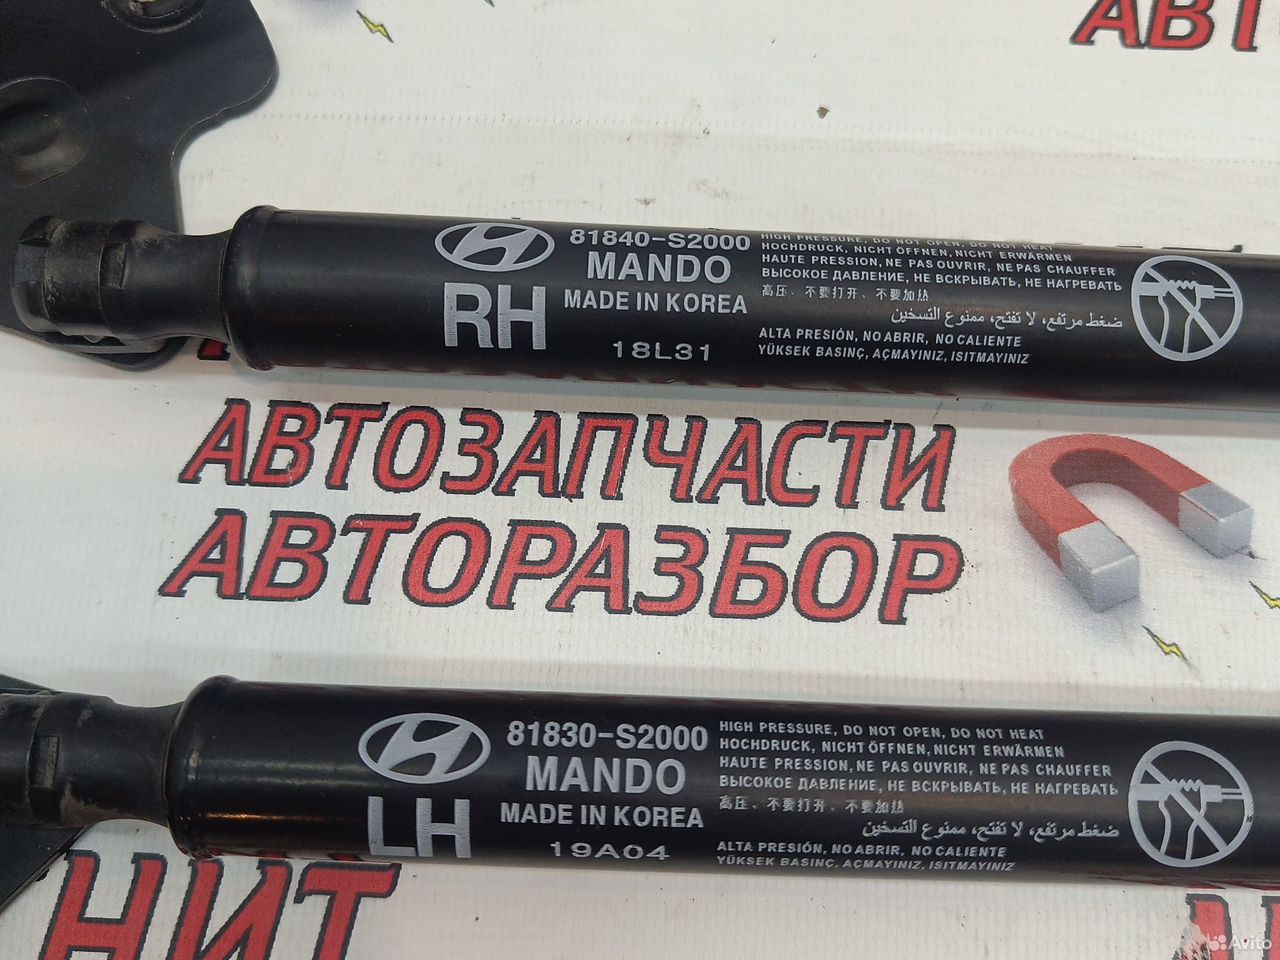 АВТ
81840-S2000
MANDO
MADE IN KOREA
RH
18L31
HIGH PRESSURE, DO NOT OPEN, DO NOT HEAT
HOCHDRUCK, NICHT ÖFFNEN, NICHT ERWÄRMEN
HAUTE PRESSION, NE PAS OUVRIR, NE PAS CHAUFFER
ВЫСОКОЕ ДАВЛЕНИЕ, НЕ ВСКРЫВАТЬ, НЕ НАГРЕВАТЬ
高压、不要打开、不要加热
ضغط مرتفع، لا تفتح، ممنوع التسخين
ALTA PRESIÓN, NO ABRIR, NO CALIENTE
YÜKSEK BASINÇ, AÇMAYINIZ, ISITMAYINIZ
АВТОЗАПЧАСТИ
АВТОРАЗБОР
81830-S2000
MANDO
MADE IN KOREA
LH
19A04
HIGH PRESSURE, DO NOT OPEN, DO NOT HEAT
HOCHDRUCK, NICHT ÖFFNEN, NICHT ERWÄRMEN
HAUTE PRESSION, NE PAS OUVRIR, NE PAS CHAUFFER
ВЫСОКОЕ ДАВЛЕНИЕ, НЕ ВСКРЫВАТЬ, НЕ НАГРЕВАТЬ
高压、不要打开、不要加热
ضغط مرتفع، لا تفتح، ممنوع التسخين
ALTA PRESIÓN, NO ABRIR, NO CALIENTE
YÜKSEK BASINÇ, AÇMAYINIZ, ISITMAYINIZ
НИТ
Avito